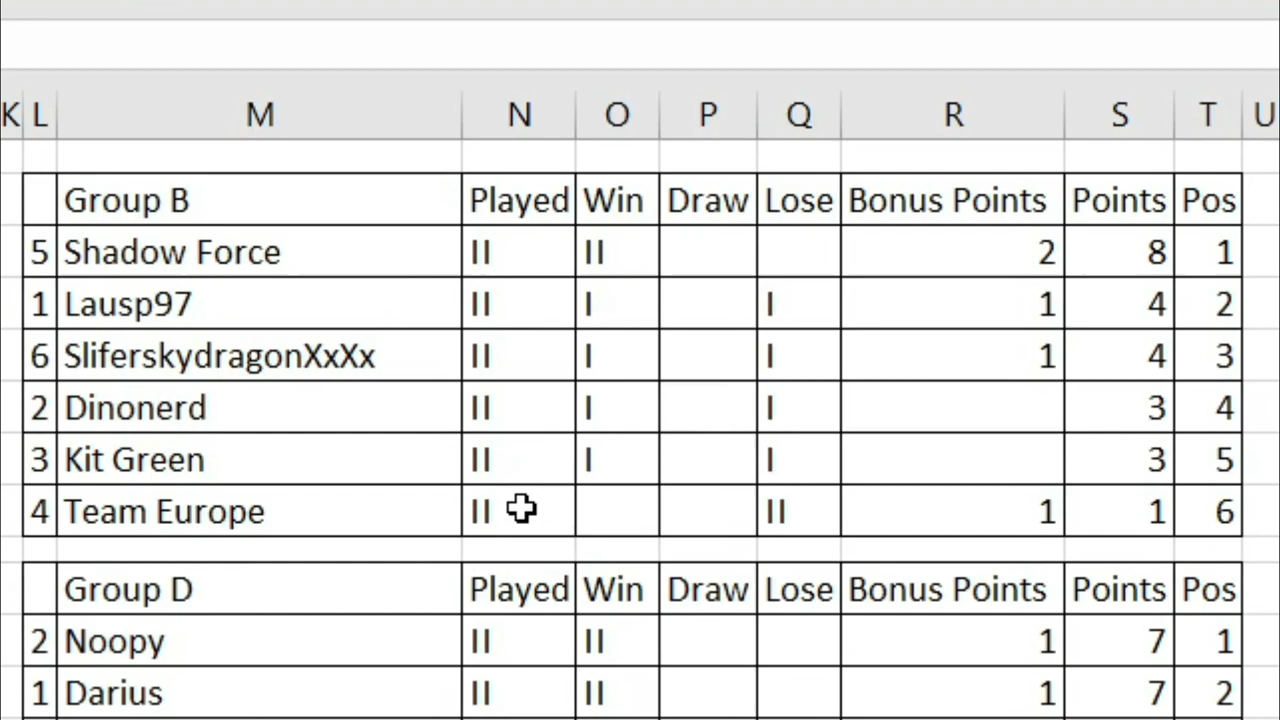 K L M N O P Q R S T U
Group B Played Win Draw Lose Bonus Points Points Pos
5 Shadow Force II II 2 8 1
1 Lausp97 II I I 1 4 2
6 SliferskydragonXxXx II I I 1 4 3
2 Dinonerd II I I 3 4
3 Kit Green II I I 3 5
4 Team Europe II II 1 1 6
Group D Played Win Draw Lose Bonus Points Points Pos
2 Noopy II II 1 7 1
1 Darius II II 1 7 2